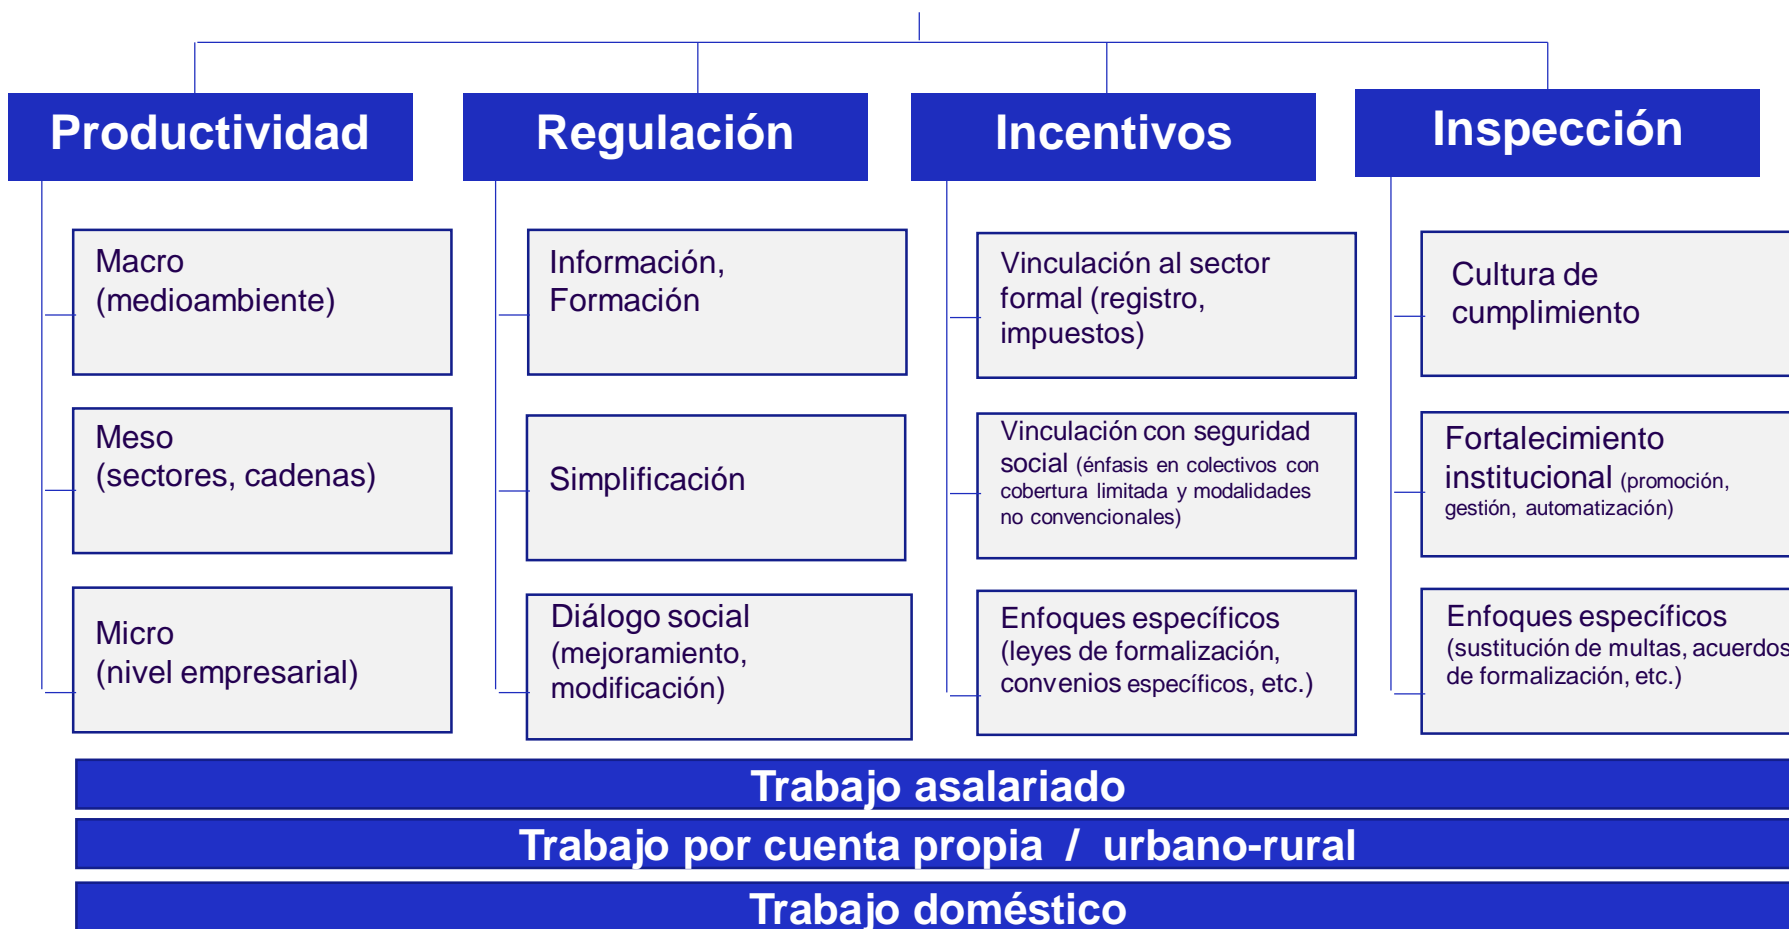 Productividad
Regulación
Incentivos
Inspección
Macro
(medioambiente)
Meso
(sectores, cadenas)
Micro
(nivel empresarial)
Información,
Formación
Simplificación
Diálogo social
(mejoramiento,
modificación)
Vinculación al sector
formal (registro,
impuestos)
Vinculación con seguridad
social (énfasis en colectivos con
cobertura limitada y modalidades
no convencionales)
Enfoques específicos
(leyes de formalización,
convenios específicos, etc.)
Cultura de
cumplimiento
Fortalecimiento
institucional (promoción,
gestión, automatización)
Enfoques específicos
(sustitución de multas, acuerdos
de formalización, etc.)
Trabajo asalariado
Trabajo por cuenta propia / urbano-rural
Trabajo doméstico